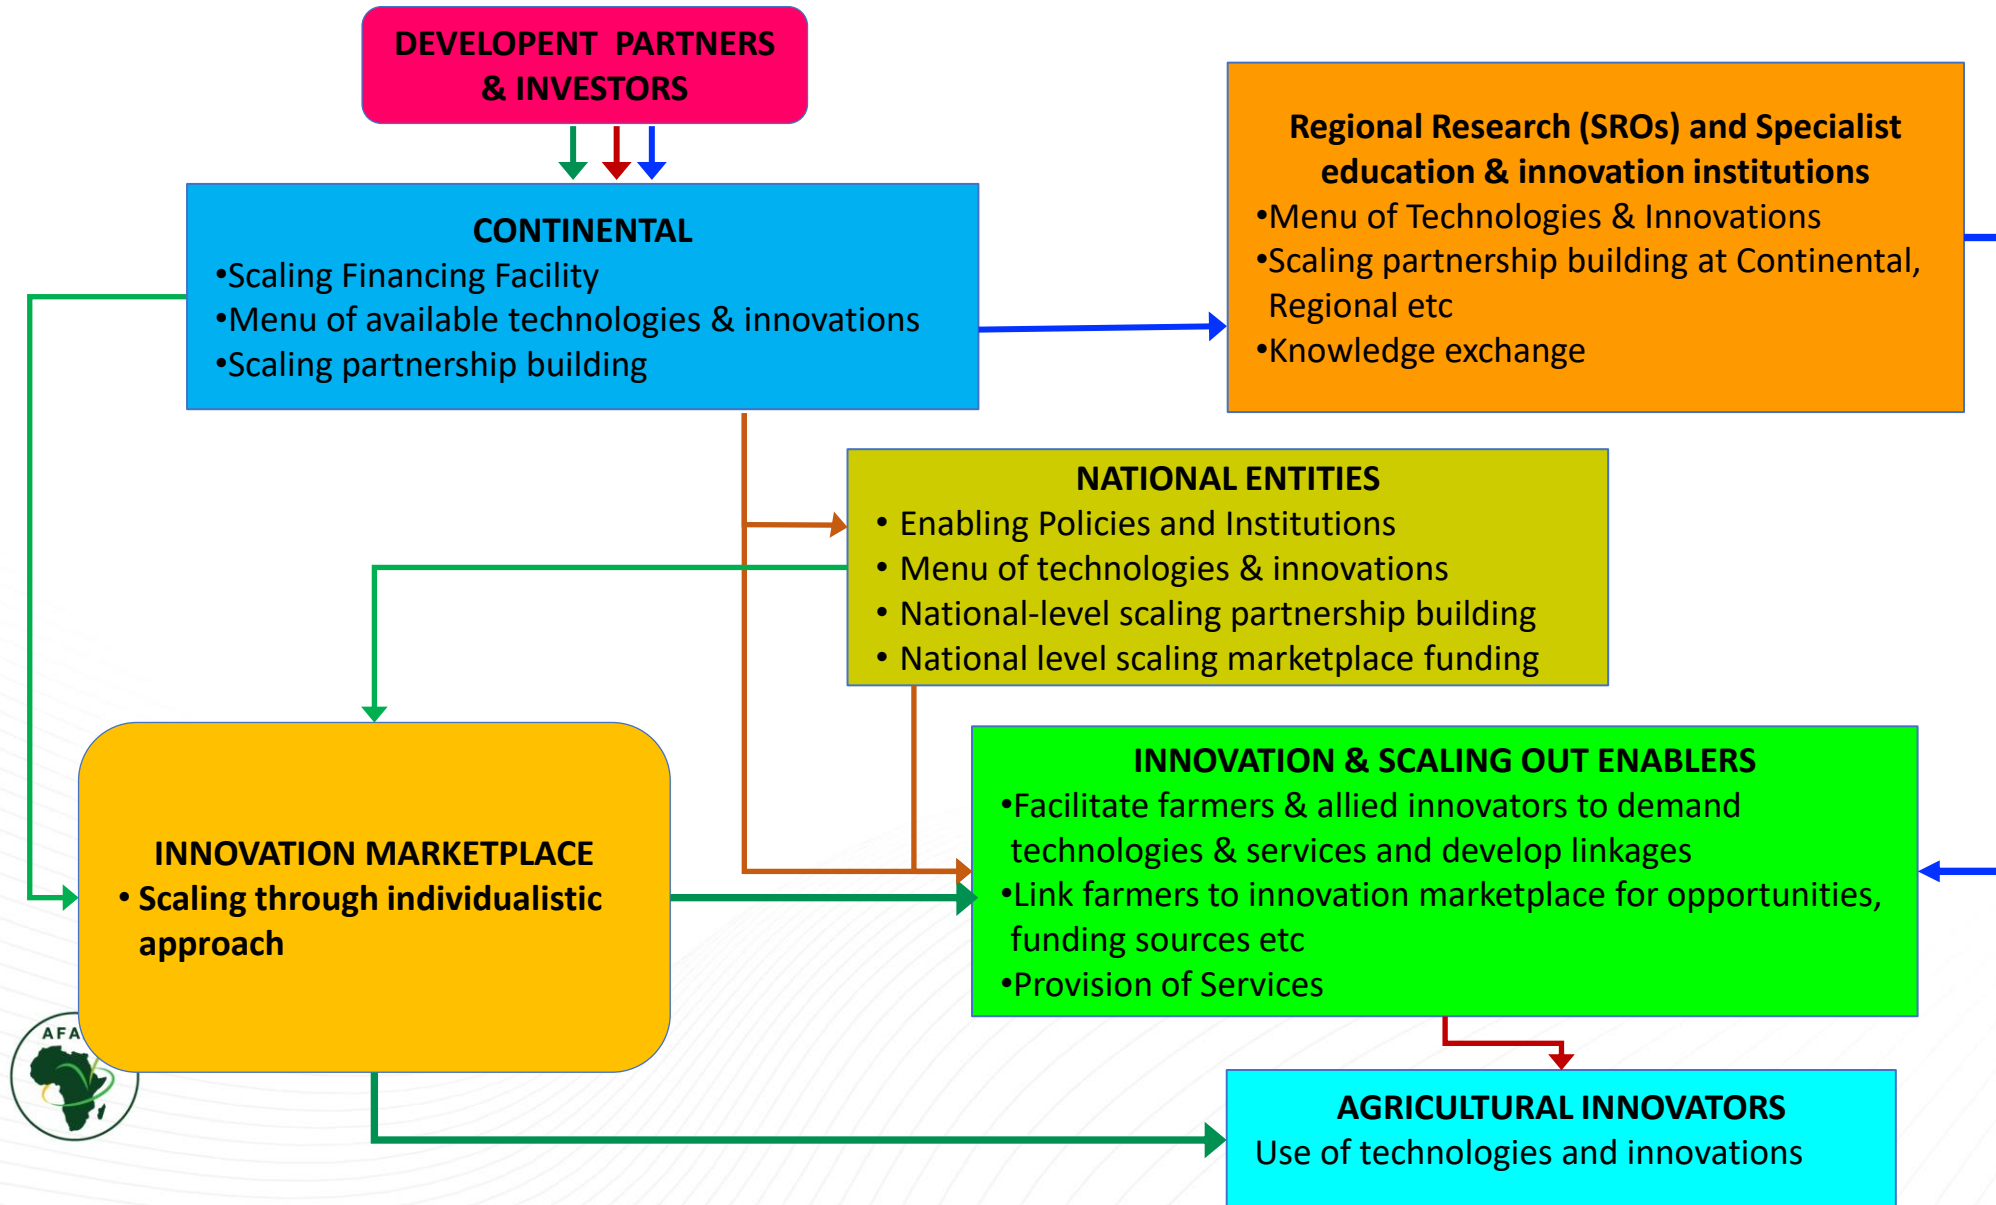 DEVELOPENT PARTNERS
& INVESTORS
CONTINENTAL
•Scaling Financing Facility
•Menu of available technologies & innovations
•Scaling partnership building
Regional Research (SROs) and Specialist
education & innovation institutions
•Menu of Technologies & Innovations
•Scaling partnership building at Continental,
Regional etc
•Knowledge exchange
NATIONAL ENTITIES
• Enabling Policies and Institutions
• Menu of technologies & innovations
• National-level scaling partnership building
• National level scaling marketplace funding
INNOVATION MARKETPLACE
• Scaling through individualistic
approach
INNOVATION & SCALING OUT ENABLERS
•Facilitate farmers & allied innovators to demand
technologies & services and develop linkages
•Link farmers to innovation marketplace for opportunities,
funding sources etc
•Provision of Services
AGRICULTURAL INNOVATORS
Use of technologies and innovations